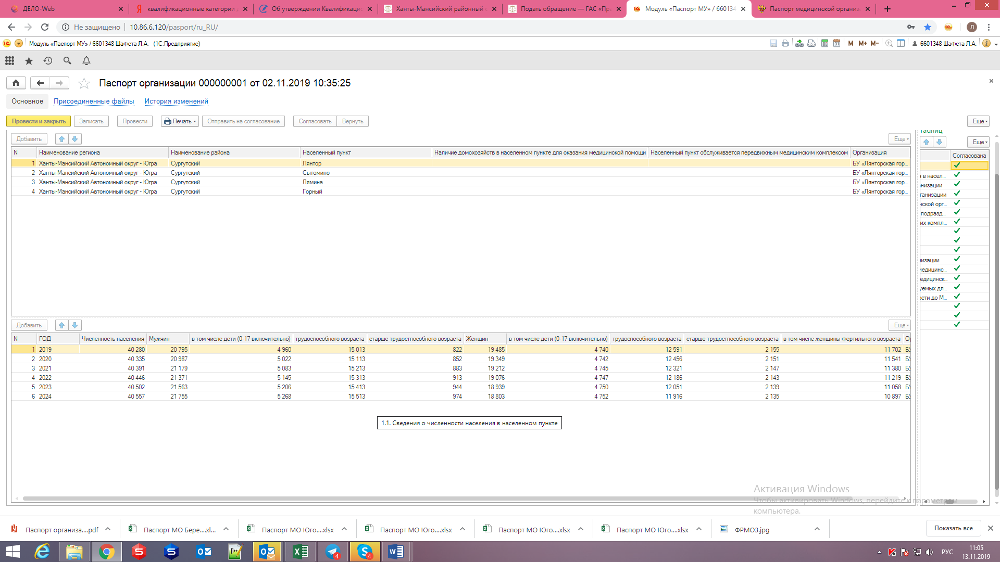 ДЕЛО-Web
квалификационные категории
Об утверждении Квалификацио
Ханты-Мансийский районный
Подать обращение — ГАС «Пра
Модуль «Паспорт МУ» / 660134
Паспорт медицинской организ
Не защищено
10.86.6.120/pasport/ru_RU/
Л
Модуль «Паспорт МУ» / 6601348 Шафета Л.А. (1С:Предприятие)
M M+ M-
6601348 Шафета Л.А.
Паспорт организации 000000001 от 02.11.2019 10:35:25
Основное Присоединенные файлы История изменений
Провести и закрыть Записать Провести Печать Отправить на согласование Согласовать Вернуть Еще
Таблиц
Добавить Еще
Еще
N Наименование региона Наименование района Населенный пункт Наличие домохозяйств в населенном пункте для оказания медицинской помощи Населенный пункт обслуживается передвижным медицинским комплексом Организация
1 Ханты-Мансийский Автономный округ - Югра Сургутский Лянтор БУ «Лянторская гор...
2 Ханты-Мансийский Автономный округ - Югра Сургутский Сытомино БУ «Лянторская гор...
3 Ханты-Мансийский Автономный округ - Югра Сургутский Лямина БУ «Лянторская гор...
4 Ханты-Мансийский Автономный округ - Югра Сургутский Горный БУ «Лянторская гор...
Согласована
я в насел...
низации
ганизации
нской орг...
подразд...
их компл...
изации
медицинс...
едицинск...
уемых дл...
ости до М...
Добавить Еще
N ГОД Численность населения Мужчин в том числе дети (0-17 включительно) трудоспособного возраста старше трудостпособного возраста Женщин в том числе дети (0-17 включительно) трудоспособного возраста старше трудостпособного возраста в том числе женщины фертильного возраста Ор
1 2019 40 280 20 795 4 960 15 013 822 19 485 4 740 12 591 2 155 11 702 БУ
2 2020 40 335 20 987 5 022 15 113 852 19 349 4 742 12 456 2 151 11 541 БУ
3 2021 40 391 21 179 5 083 15 213 883 19 212 4 745 12 321 2 147 11 380 БУ
4 2022 40 446 21 371 5 145 15 313 913 19 076 4 747 12 186 2 143 11 219 БУ
5 2023 40 502 21 563 5 206 15 413 944 18 939 4 750 12 051 2 139 11 058 БУ
6 2024 40 557 21 755 5 268 15 513 974 18 803 4 752 11 916 2 135 10 897 БУ
1.1. Сведения о численности населения в населенном пункте
Активация Windows
Чтобы активировать Windows, перейдите к параметрам
компьютера.
Паспорт организа....pdf
Паспорт МО Бере....xl...
Паспорт МО Юго....xlsx
Паспорт МО Юго....xlsx
Паспорт МО Юго....xlsx
Паспорт МО Юго....xlsx
ФРМО3.jpg
Показать все
4
4
РУС
11:05
13.11.2019